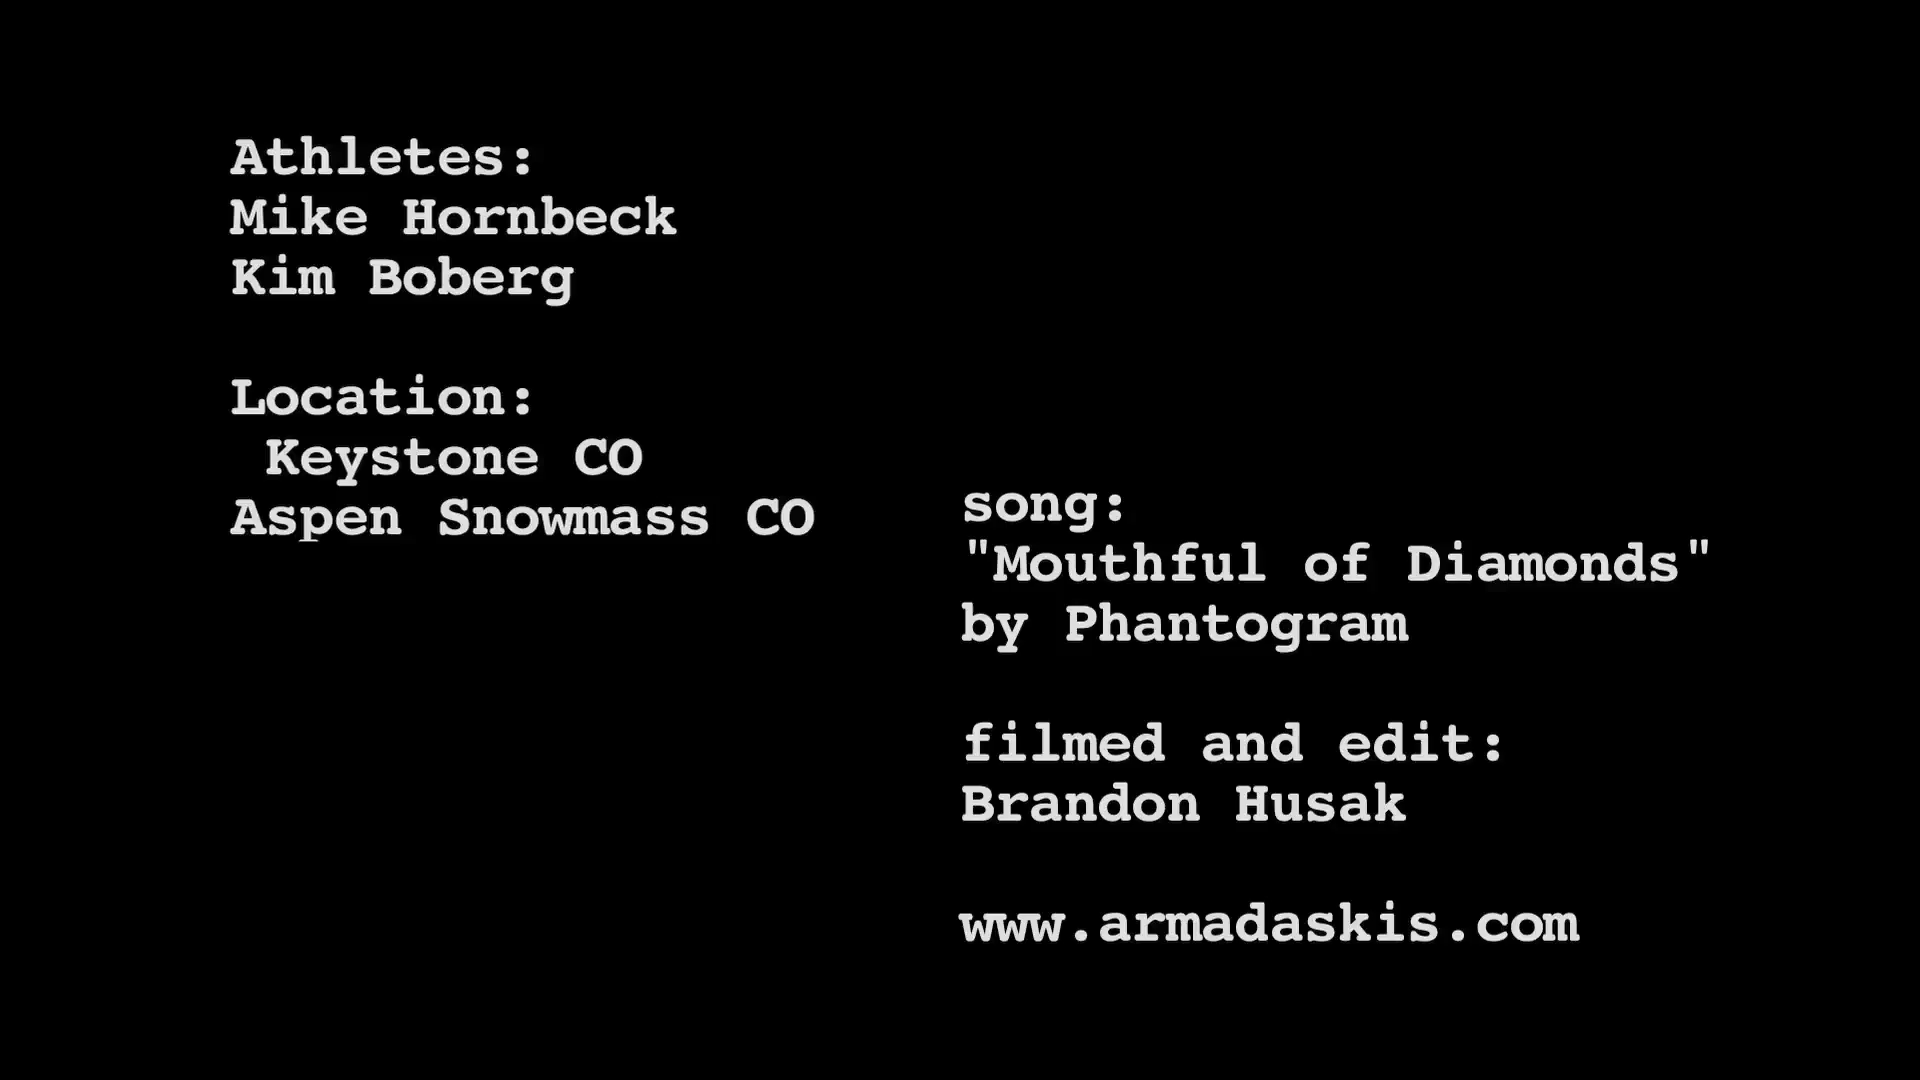 Athletes:
Mike Hornbeck
Kim Boberg
Location:
Keystone CO
Aspen Snowmass CO
song:
"Mouthful of Diamonds"
by Phantogram
filmed and edit:
Brandon Husak
www.armadaskis.com